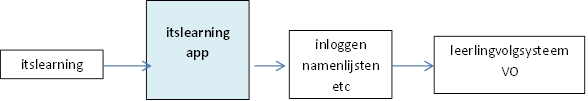 itslearning
itslearning
app
inloggen
namenlijsten
etc
leerlingvolgsysteem
VO